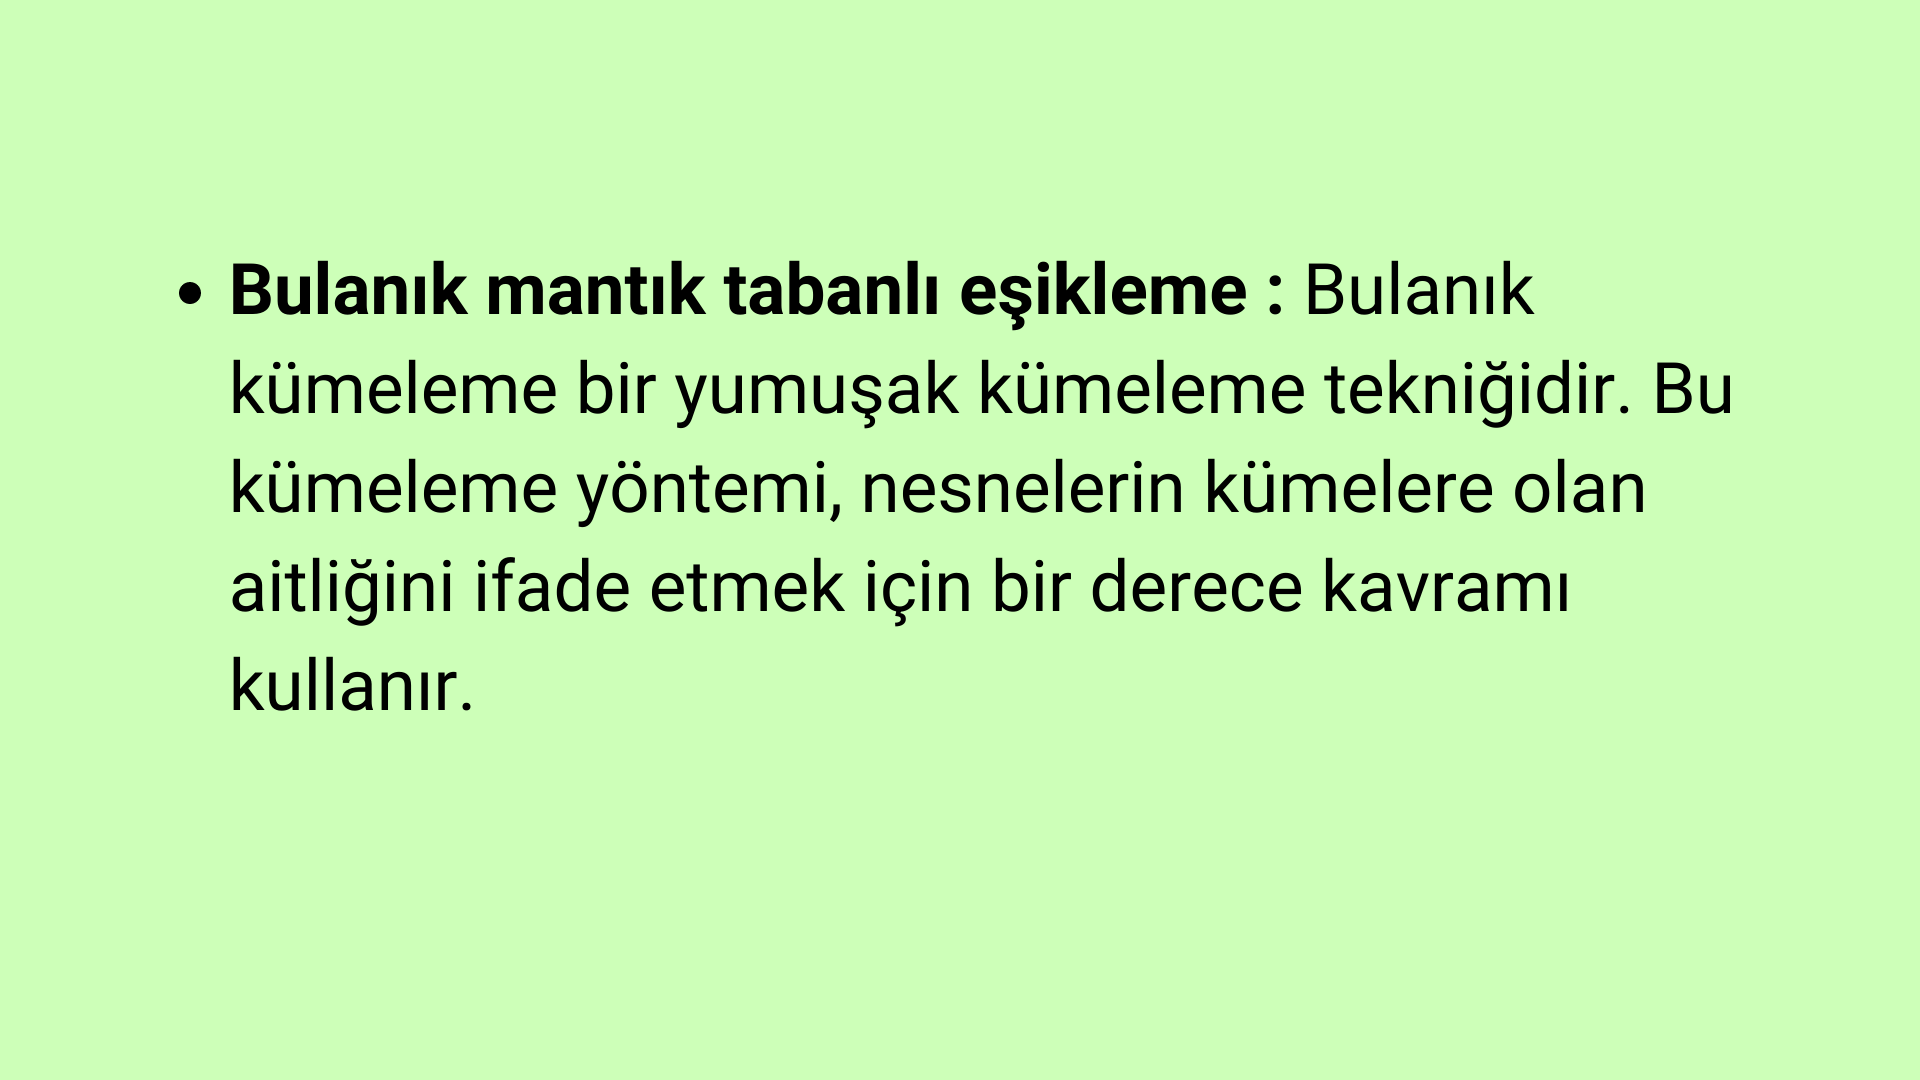 • Bulanık mantık tabanlı eşikleme : Bulanık
kümeleme bir yumuşak kümeleme tekniğidir. Bu
kümeleme yöntemi, nesnelerin kümelere olan
aitliğini ifade etmek için bir derece kavramı
kullanır.